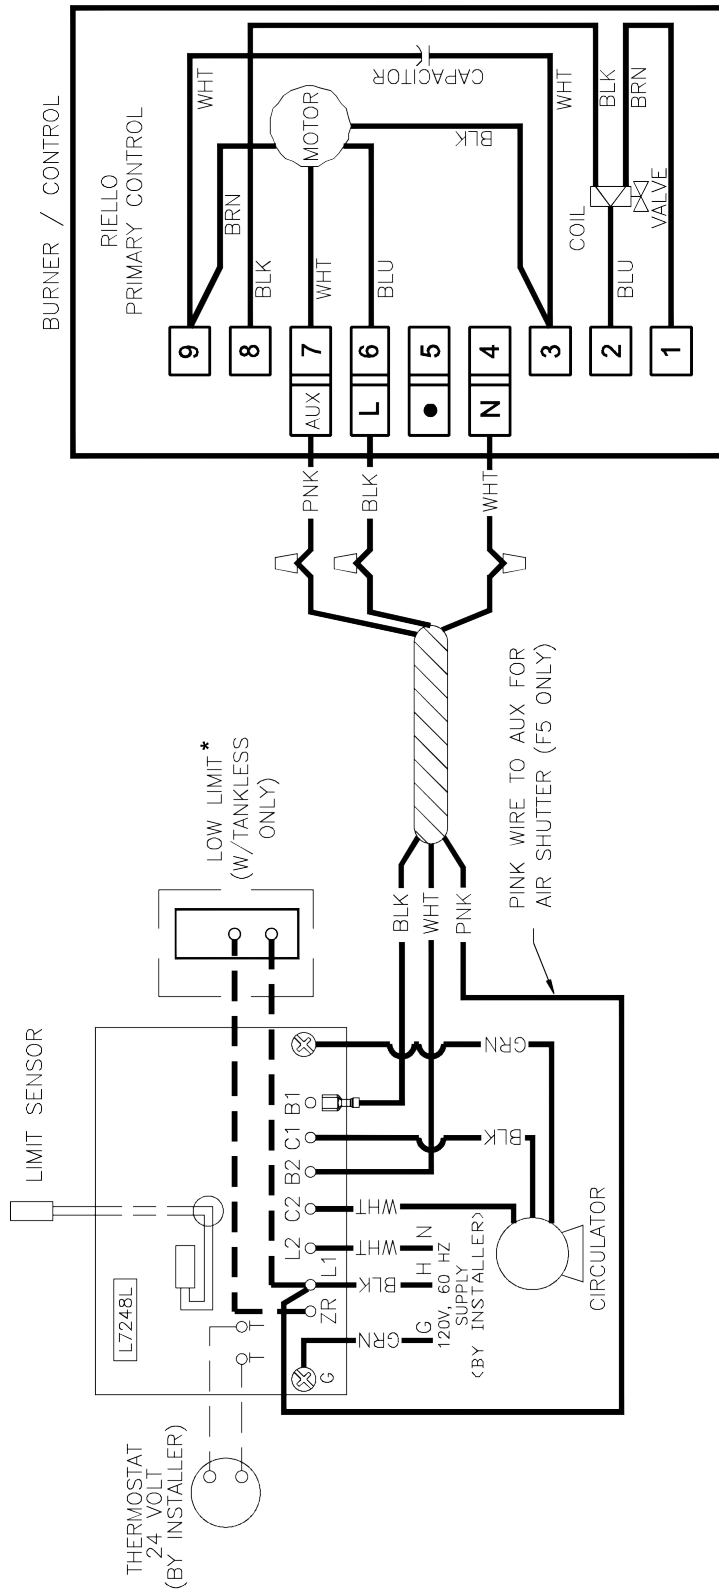 BURNER / CONTROL
RIELLO
PRIMARY CONTROL
WHT
BRN
BLK
WHT
BLU
MOTOR
CAPACITOR
BLK
WHT
BLK
BRN
COIL
VALVE
BLU
9
8
7
6
5
4
3
2
1
AUX
L
N
PNK
BLK
WHT
LOW LIMIT*
(W/TANKLESS
ONLY)
BLK
WHT
PNK
PINK WIRE TO AUX FOR
AIR SHUTTER (F5 ONLY)
LIMIT SENSOR
L7248L
B1
C1
B2
C2
L2
L1
ZR
T
T
G
GRN
BLK
WHT
WHT
BLK
GRN
N
H
G
120V, 60 HZ
SUPPLY
(BY INSTALLER)
CIRCULATOR
THERMOSTAT
24 VOLT
(BY INSTALLER)